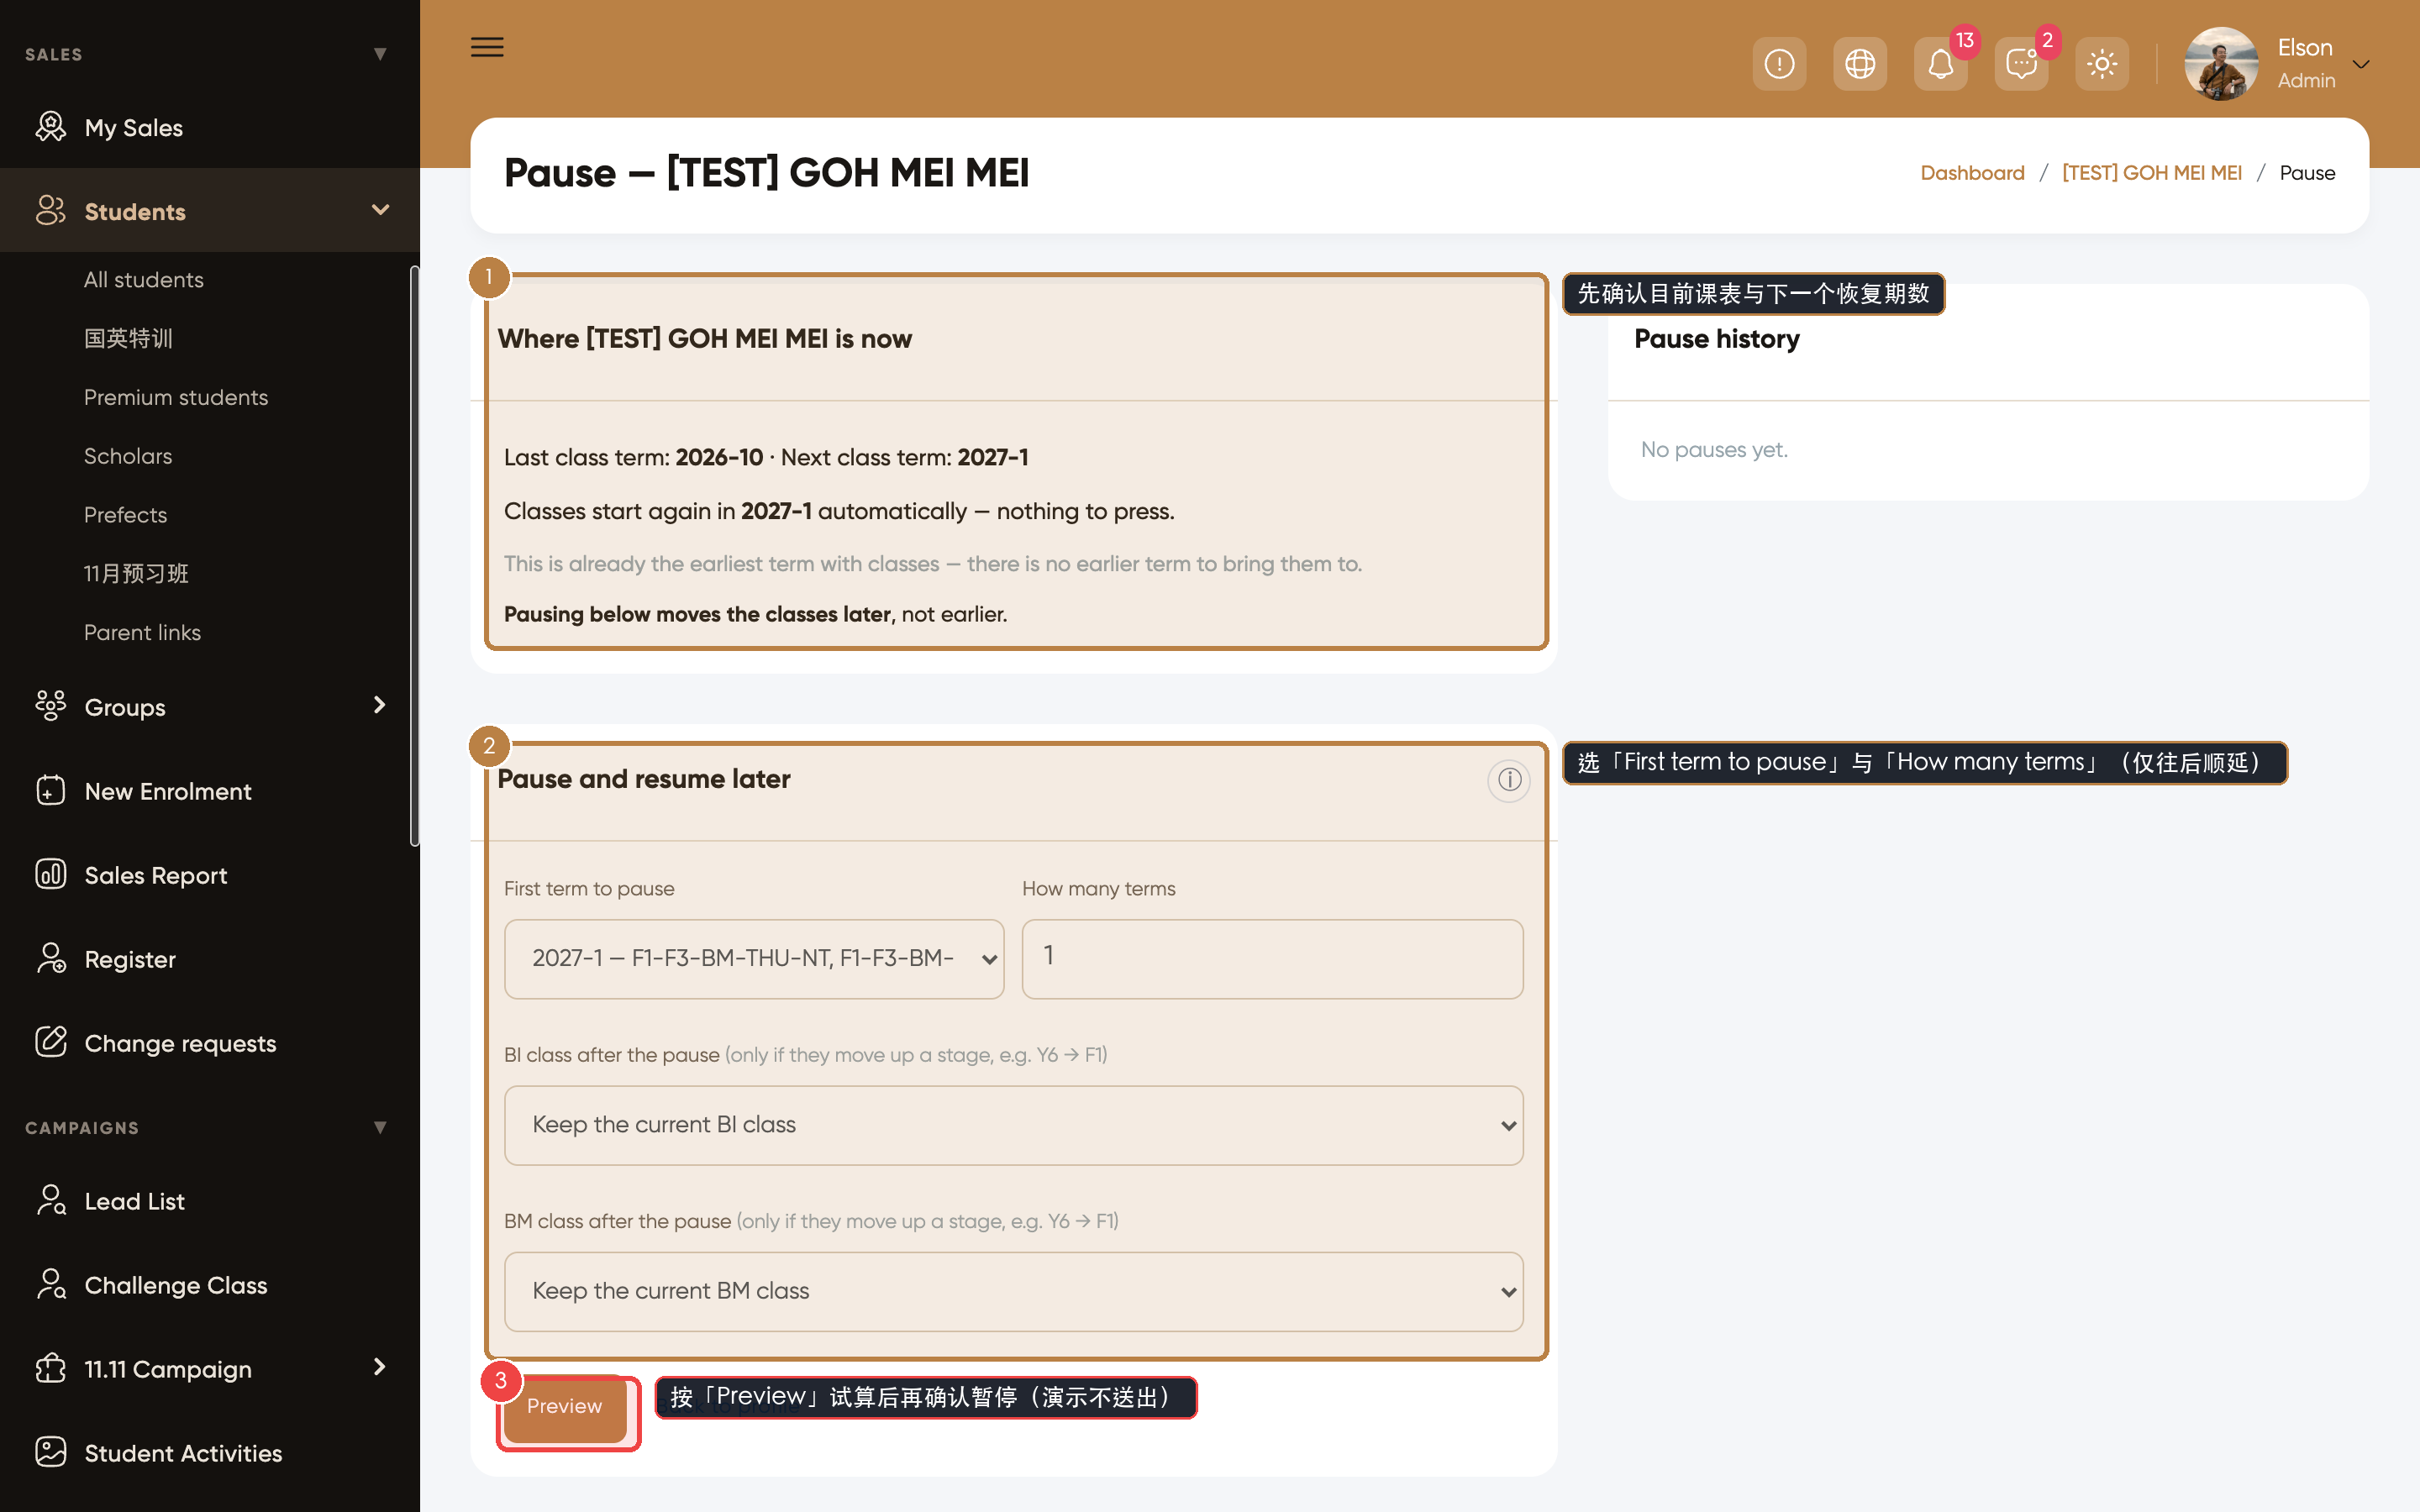 SALES
My Sales
Students
All students
国英特训
Premium students
Scholars
Prefects
11月预习班
Parent links
Groups
New Enrolment
Sales Report
Register
Change requests
CAMPAIGNS
Lead List
Challenge Class
11.11 Campaign
Student Activities
13
2
Elson
Admin
Pause — [TEST] GOH MEI MEI
Dashboard / [TEST] GOH MEI MEI / Pause
1
先确认目前课表与下一个恢复期数
Where [TEST] GOH MEI MEI is now
Last class term: 2026-10 · Next class term: 2027-1
Classes start again in 2027-1 automatically — nothing to press.
This is already the earliest term with classes — there is no earlier term to bring them to.
Pausing below moves the classes later, not earlier.
Pause history
No pauses yet.
2
选「First term to pause」与「How many terms」（仅往后顺延）
Pause and resume later
First term to pause
How many terms
2027-1 — F1-F3-BM-THU-NT, F1-F3-BM-
1
BI class after the pause (only if they move up a stage, e.g. Y6 → F1)
Keep the current BI class
BM class after the pause (only if they move up a stage, e.g. Y6 → F1)
Keep the current BM class
3
Preview
按「Preview」试算后再确认暂停（演示不送出）